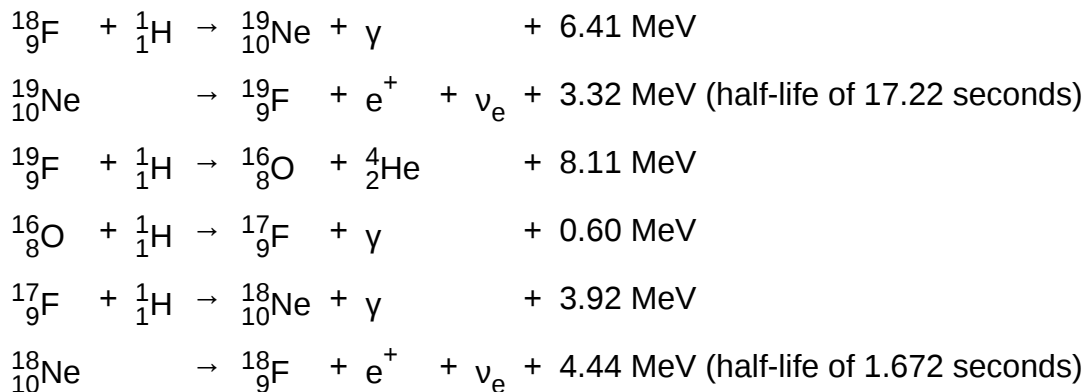 ¹⁸₉F + ¹₁H → ¹⁹₁₀Ne + γ + 6.41 MeV
¹⁹₁₀Ne → ¹⁹₉F + e⁺ + νₑ + 3.32 MeV (half-life of 17.22 seconds)
¹⁹₉F + ¹₁H → ¹⁶₈O + ⁴₂He + 8.11 MeV
¹⁶₈O + ¹₁H → ¹⁷₉F + γ + 0.60 MeV
¹⁷₉F + ¹₁H → ¹⁸₁₀Ne + γ + 3.92 MeV
¹⁸₁₀Ne → ¹⁸₉F + e⁺ + νₑ + 4.44 MeV (half-life of 1.672 seconds)